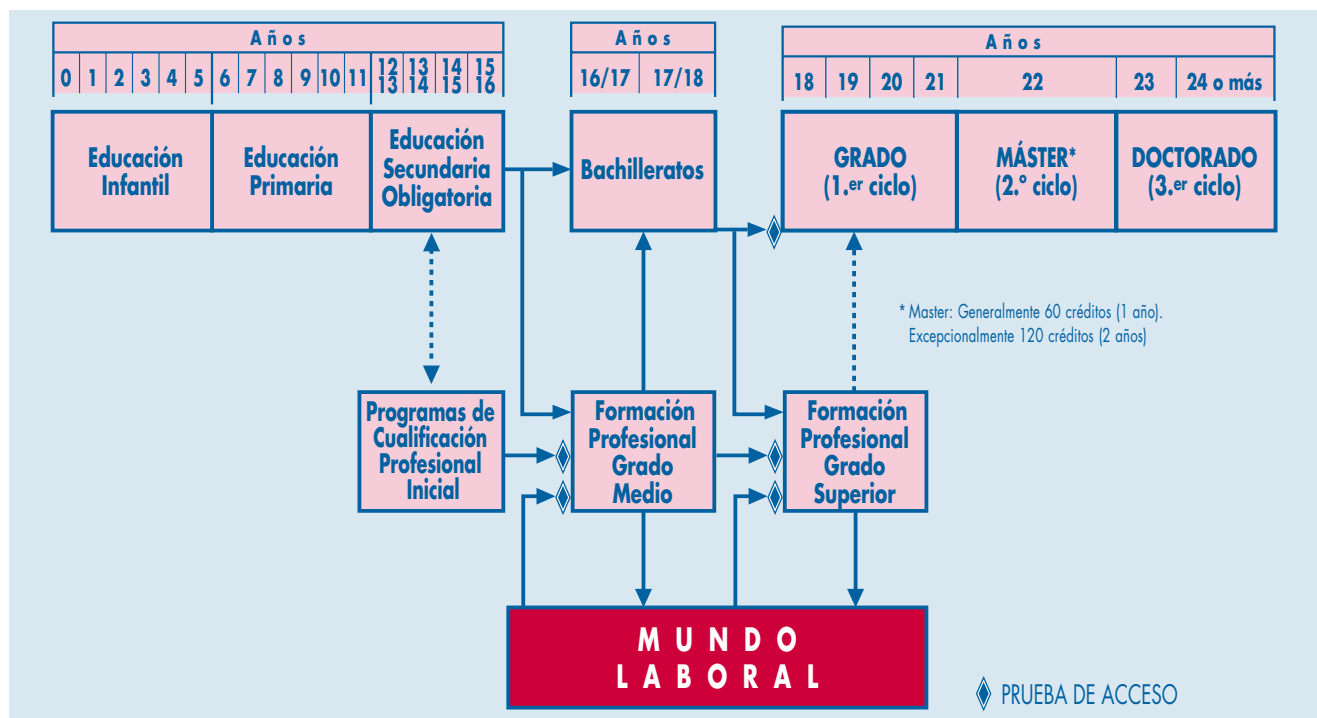 Años
0 1 2 3 4 5 6 7 8 9 10 11 12 13 14 15
13 14 15 16
Años
16/17 17/18
Años
18 19 20 21 22 23 24 o más
Educación
Infantil
Educación
Primaria
Educación
Secundaria
Obligatoria
Bachilleratos
GRADO
(1.er ciclo)
MÁSTER*
(2.º ciclo)
DOCTORADO
(3.er ciclo)
* Master: Generalmente 60 créditos (1 año).
Excepcionalmente 120 créditos (2 años)
Programas de
Cualificación
Profesional
Inicial
Formación
Profesional
Grado
Medio
Formación
Profesional
Grado
Superior
MUNDO
LABORAL
PRUEBA DE ACCESO